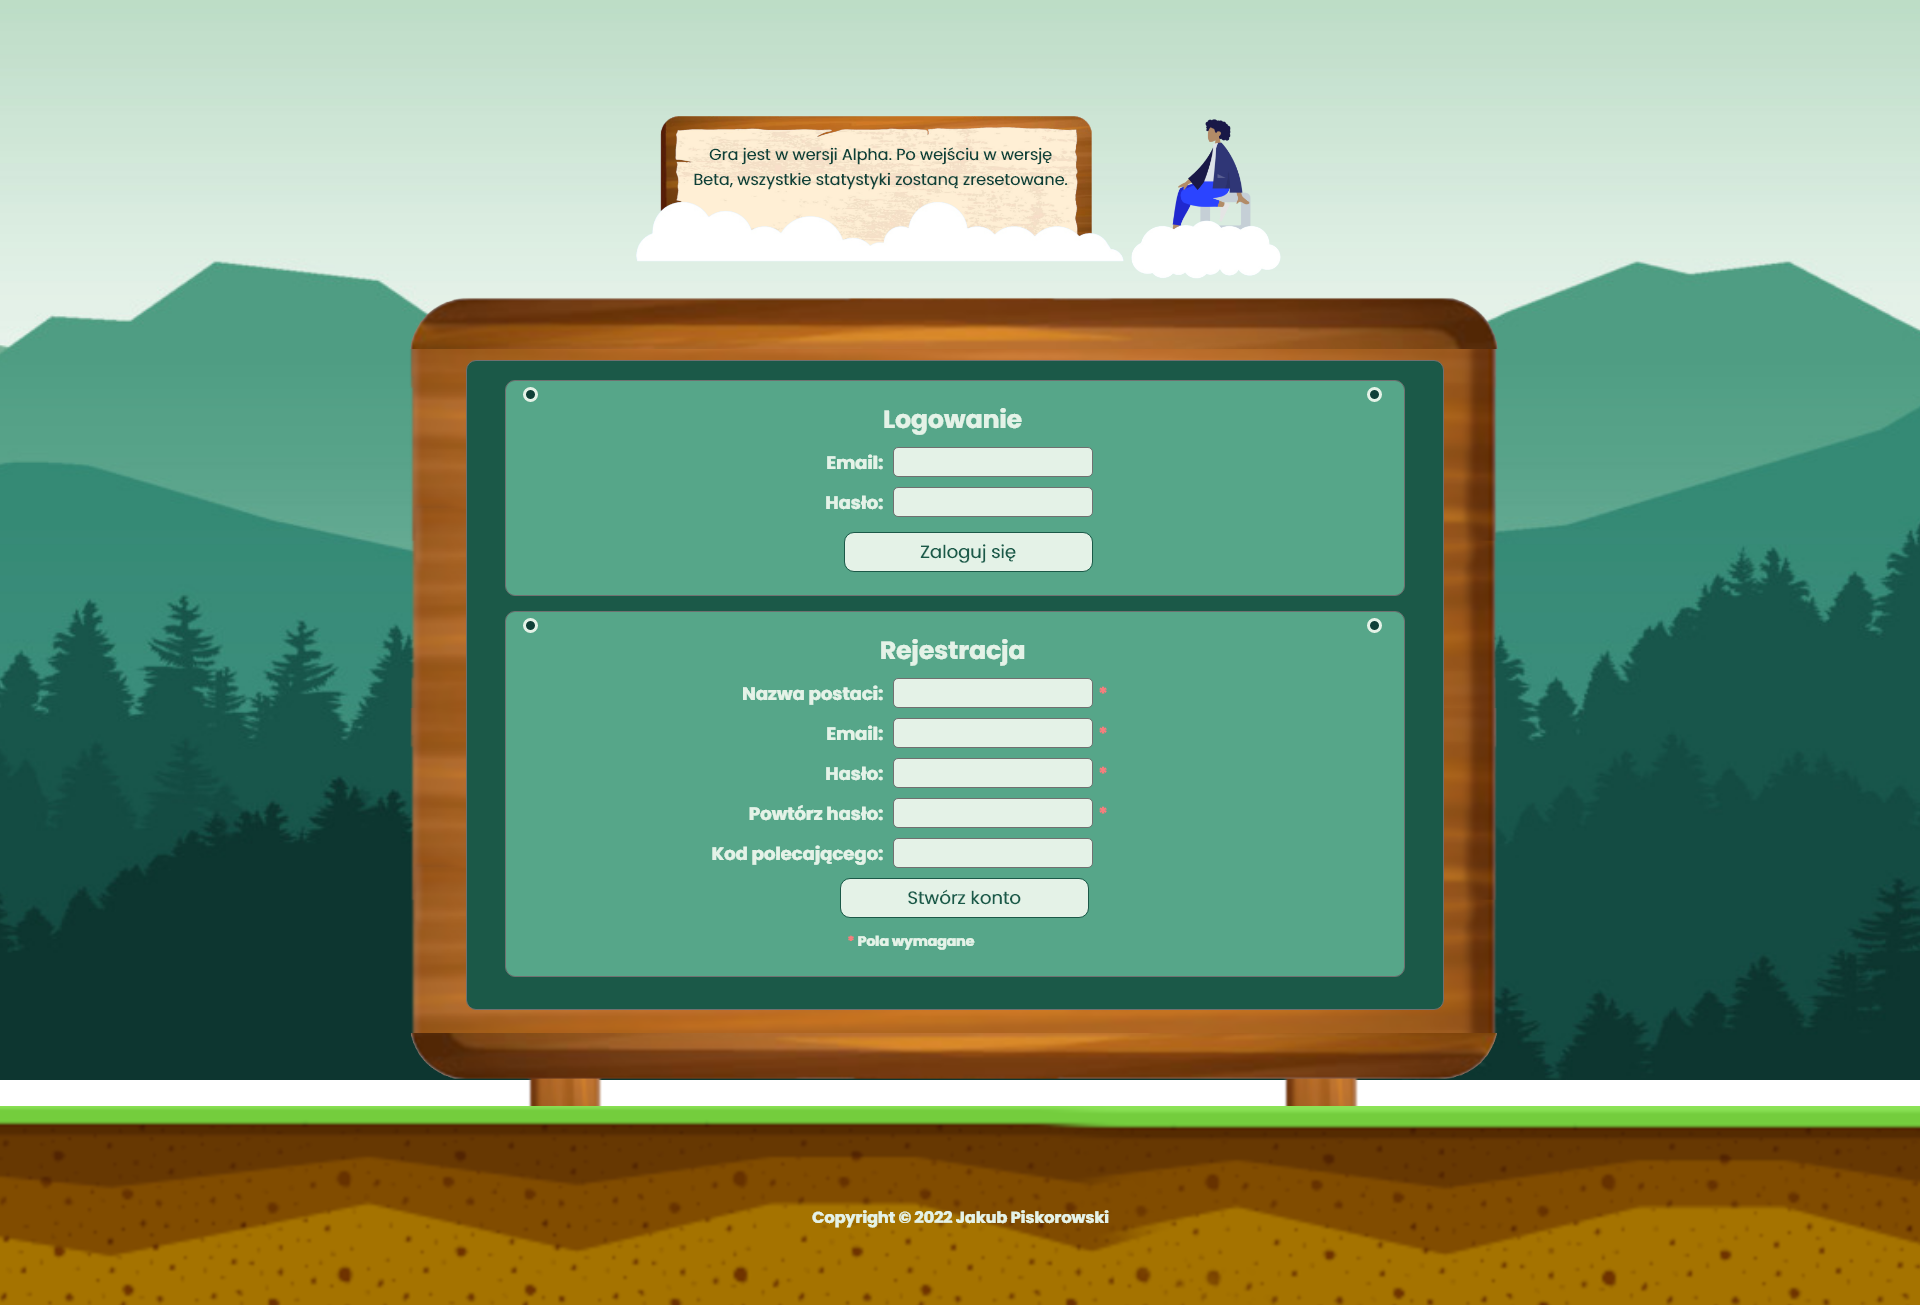 Gra jest w wersji Alpha. Po wejściu w wersję
Beta, wszystkie statystyki zostaną zresetowane.
Logowanie
Email:
Hasło:
Zaloguj się
Rejestracja
Nazwa postaci: *
Email: *
Hasło: *
Powtórz hasło: *
Kod polecającego:
Stwórz konto
* Pola wymagane
Copyright © 2022 Jakub Piskorowski